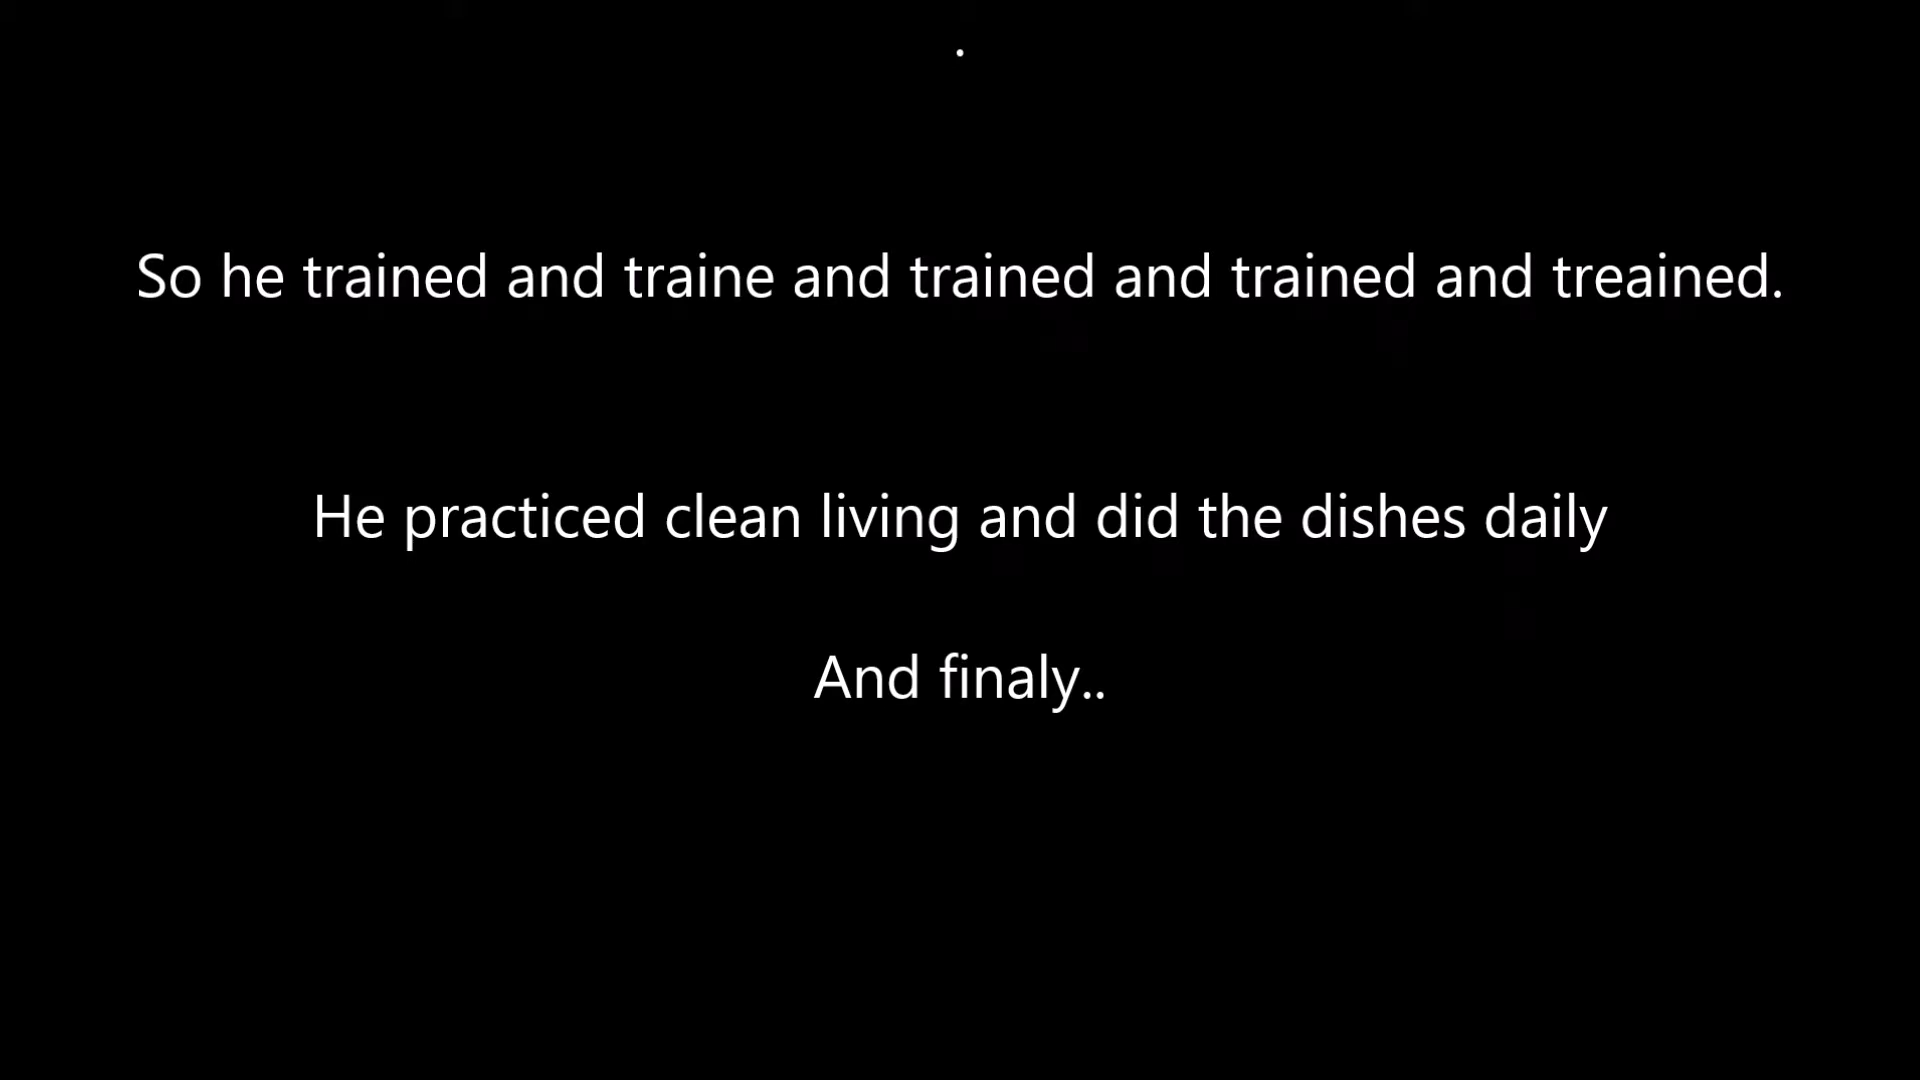 .
So he trained and traine and trained and trained and treained.
He practiced clean living and did the dishes daily
And finaly..